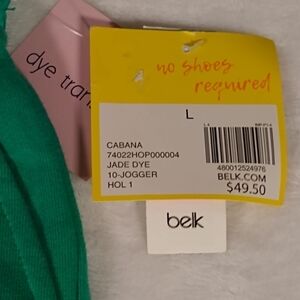 dye tran
no shoes
required
L
CABANA
74022HOP000004
JADE DYE
10-JOGGER
HOL 1
480012524976
BELK.COM
$49.50
belk